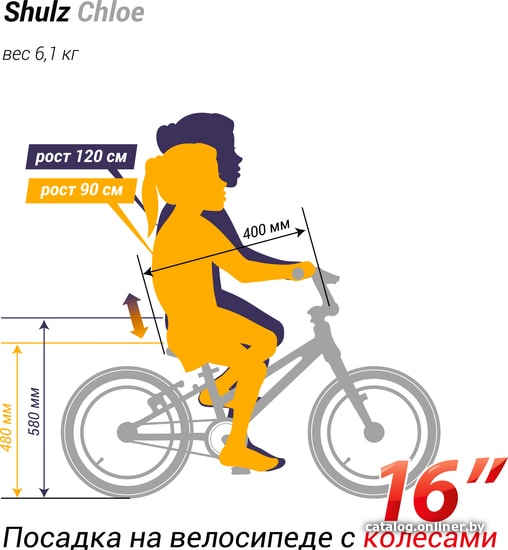 Shulz Chloe
вес 6,1 кг
рост 120 см
рост 90 см
400 мм
480 мм
580 мм
16”
catalog.onliner.by
Посадка на велосипеде с колесами